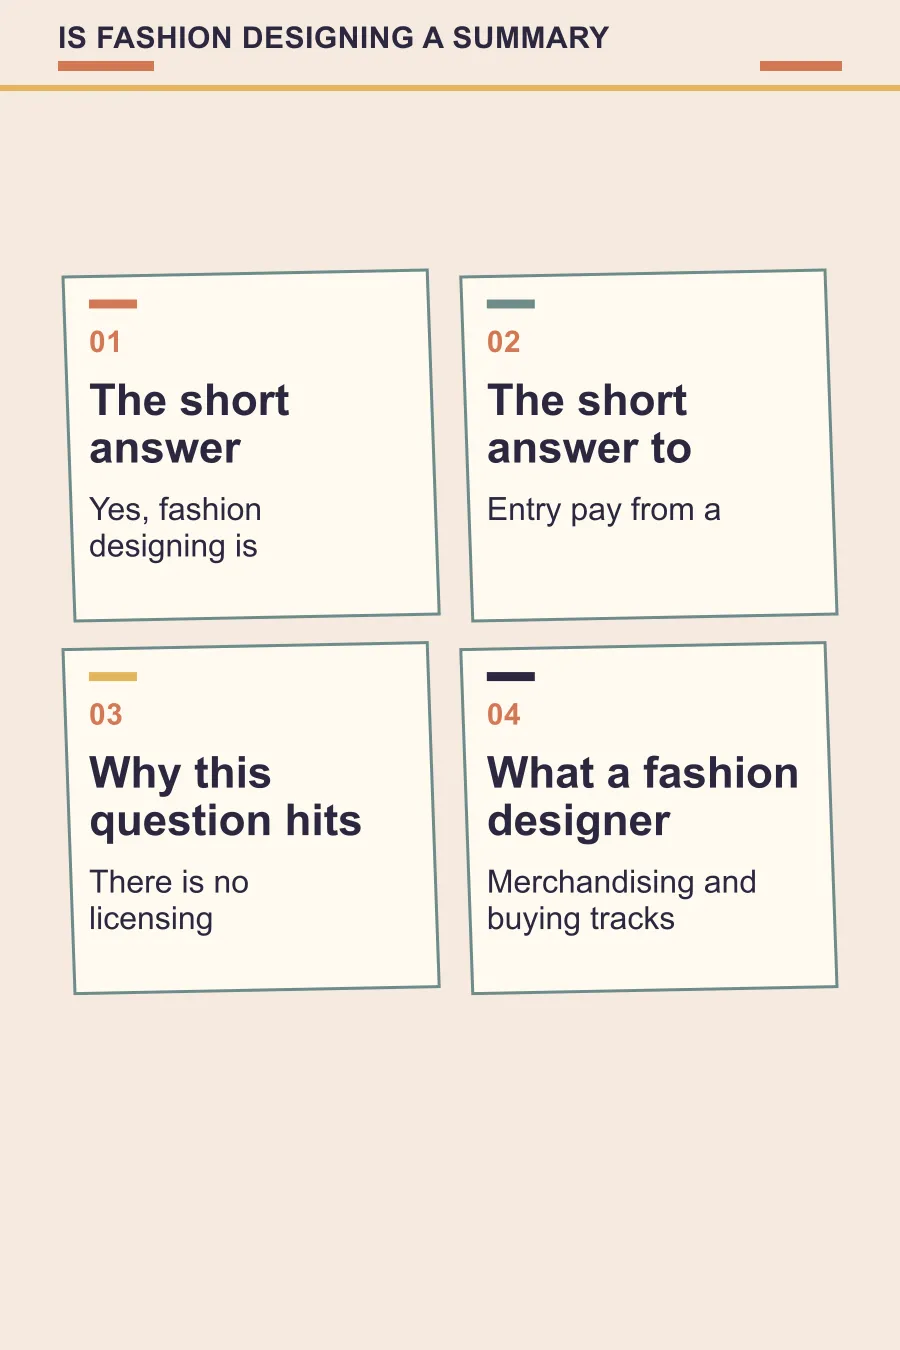 IS FASHION DESIGNING A SUMMARY
01
The short
answer
Yes, fashion
designing is
02
The short
answer to
Entry pay from a
03
Why this
question hits
There is no
licensing
04
What a fashion
designer
Merchandising and
buying tracks